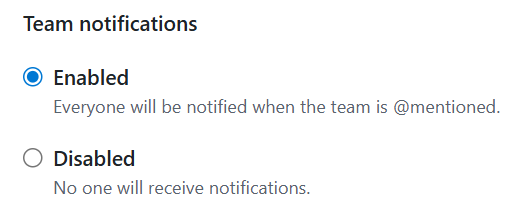 Team notifications
Enabled
Everyone will be notified when the team is @mentioned.
Disabled
No one will receive notifications.